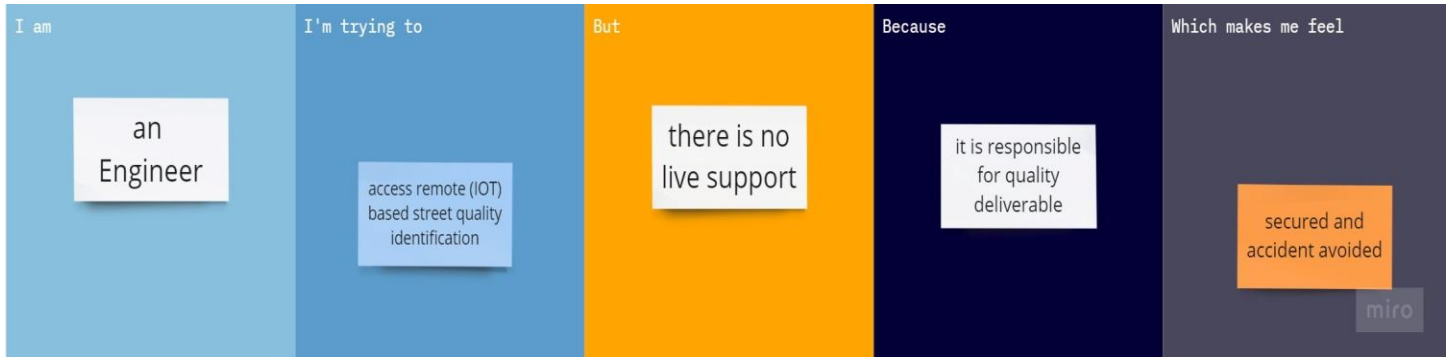 I am
an
Engineer
I'm trying to
access remote (IOT)
based street quality
identification
But
there is no
live support
Because
it is responsible
for quality
deliverable
Which makes me feel
secured and
accident avoided
miro